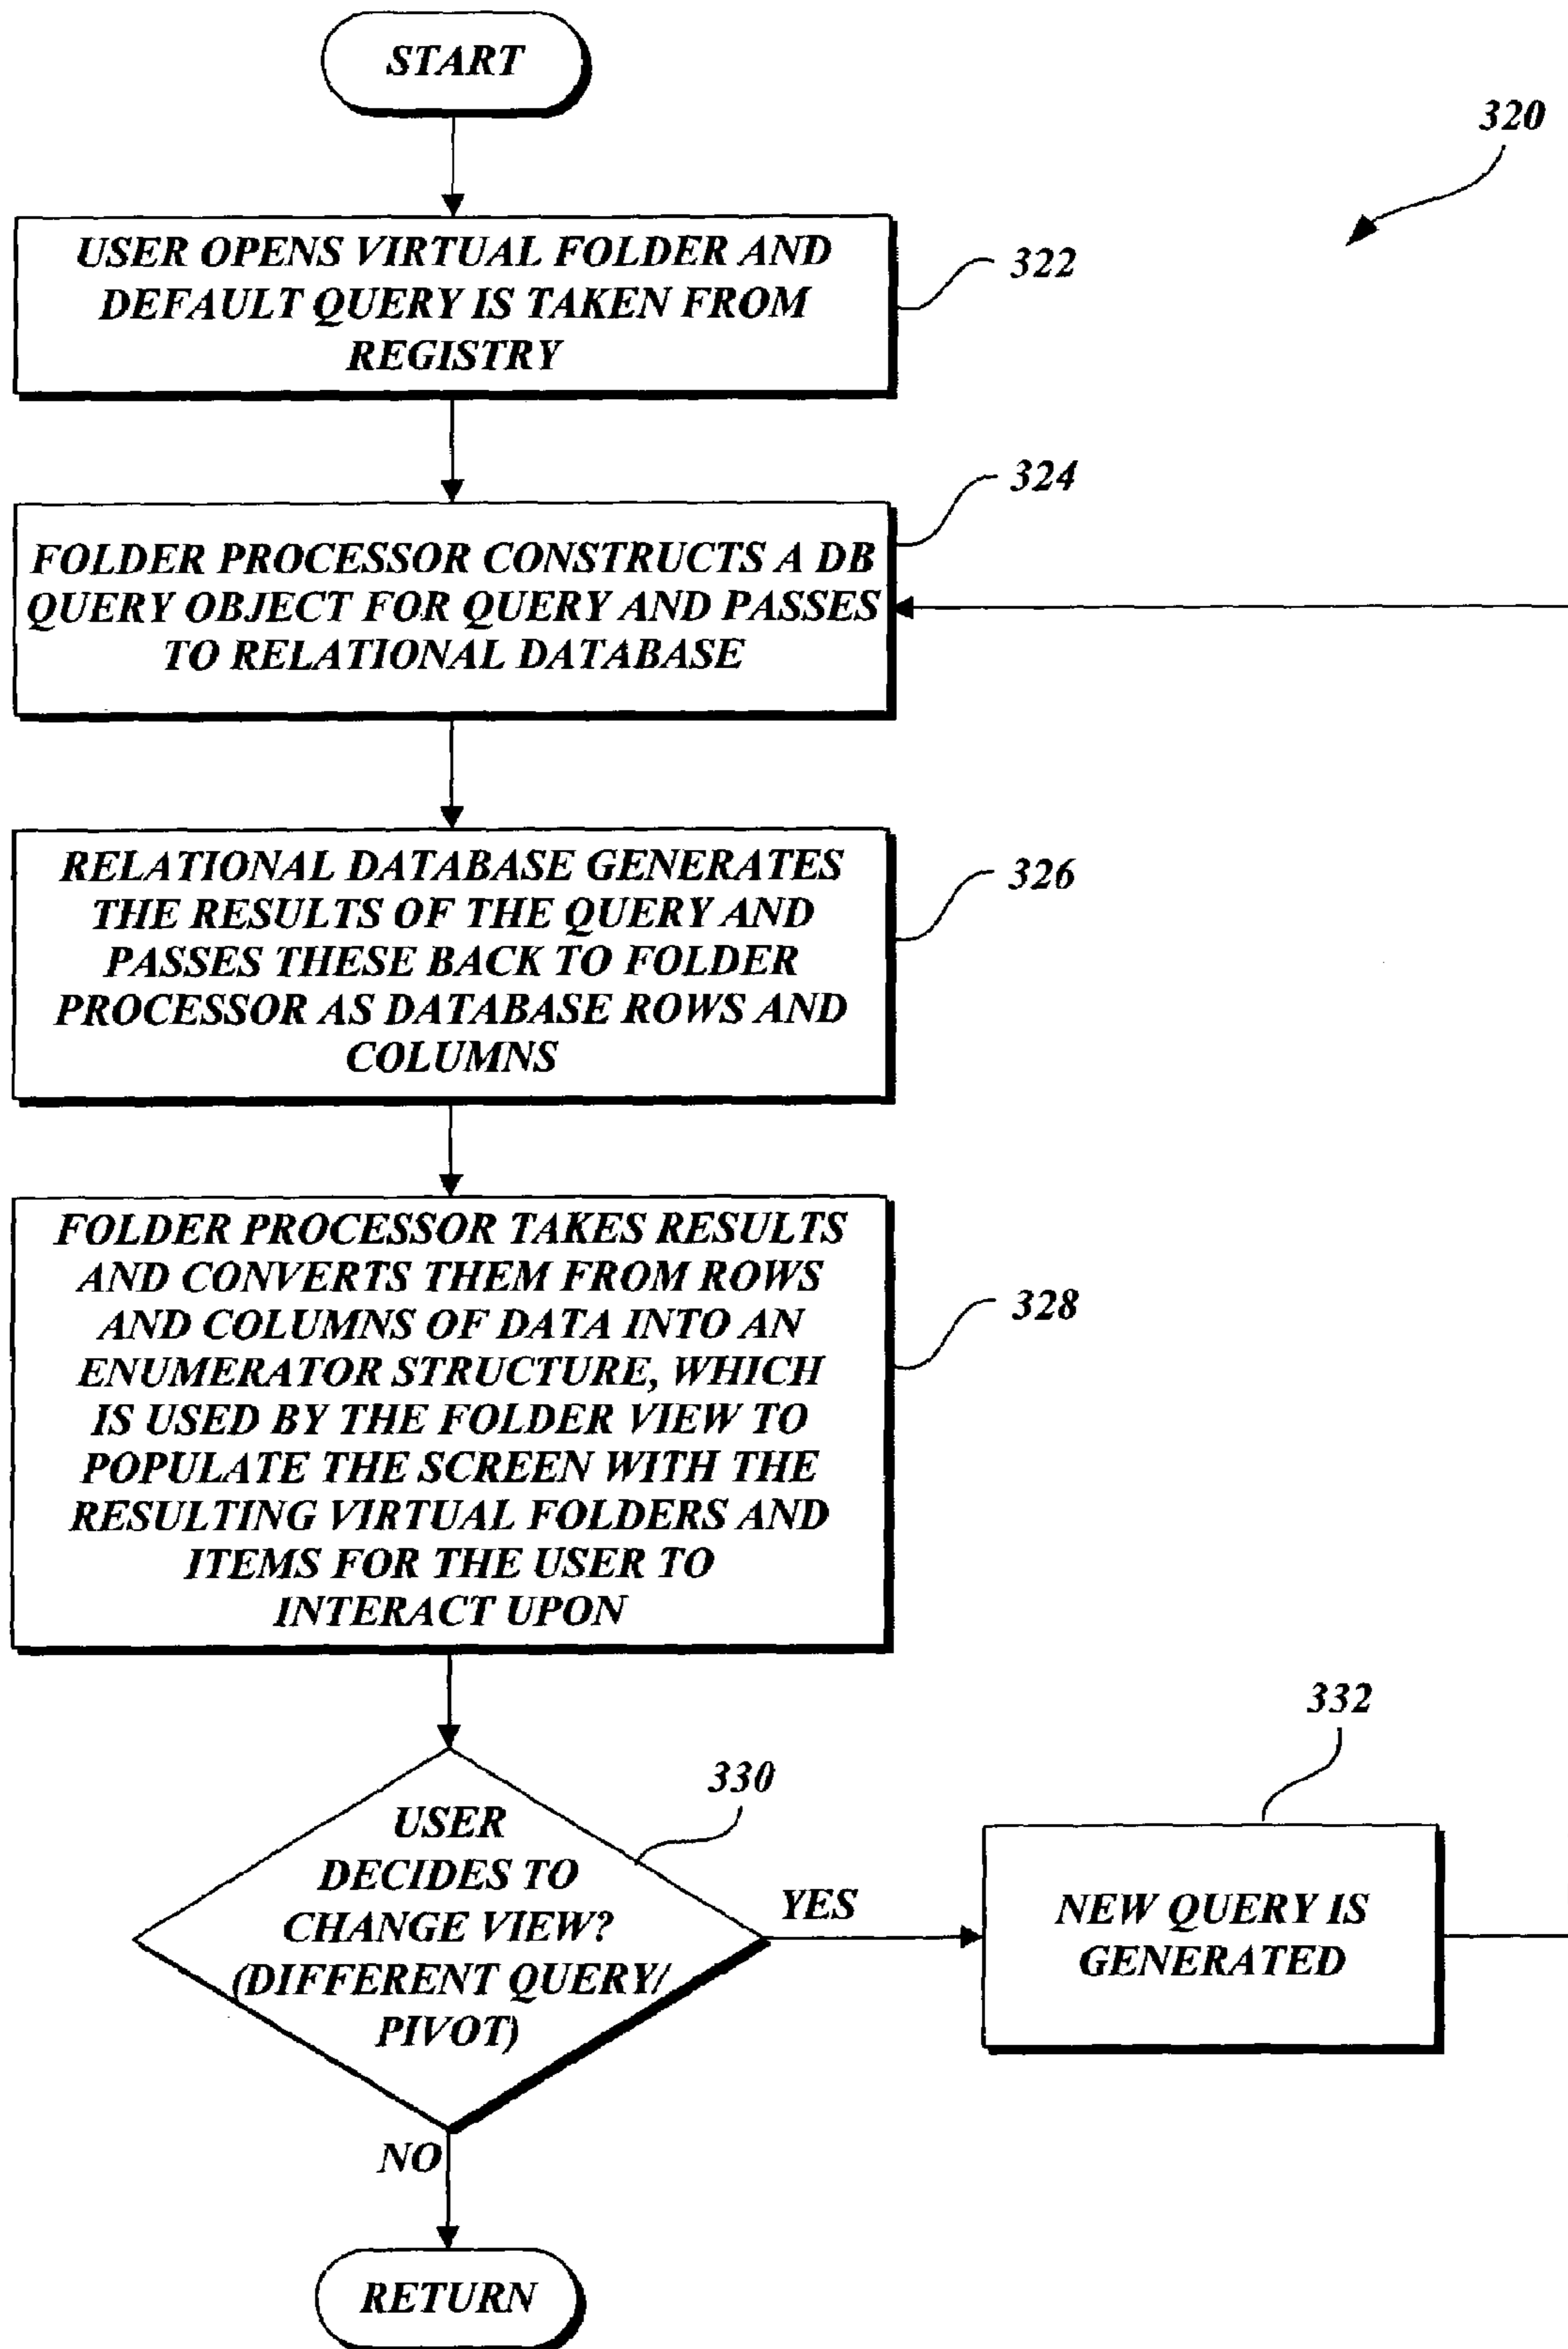 START
320
USER OPENS VIRTUAL FOLDER AND
DEFAULT QUERY IS TAKEN FROM
REGISTRY
322
324
FOLDER PROCESSOR CONSTRUCTS A DB
QUERY OBJECT FOR QUERY AND PASSES
TO RELATIONAL DATABASE
RELATIONAL DATABASE GENERATES
THE RESULTS OF THE QUERY AND
PASSES THESE BACK TO FOLDER
PROCESSOR AS DATABASE ROWS AND
COLUMNS
326
FOLDER PROCESSOR TAKES RESULTS
AND CONVERTS THEM FROM ROWS
AND COLUMNS OF DATA INTO AN
ENUMERATOR STRUCTURE, WHICH
IS USED BY THE FOLDER VIEW TO
POPULATE THE SCREEN WITH THE
RESULTING VIRTUAL FOLDERS AND
ITEMS FOR THE USER TO
INTERACT UPON
328
330
USER
DECIDES TO
CHANGE VIEW?
(DIFFERENT QUERY/
PIVOT)
YES
332
NEW QUERY IS
GENERATED
NO
RETURN